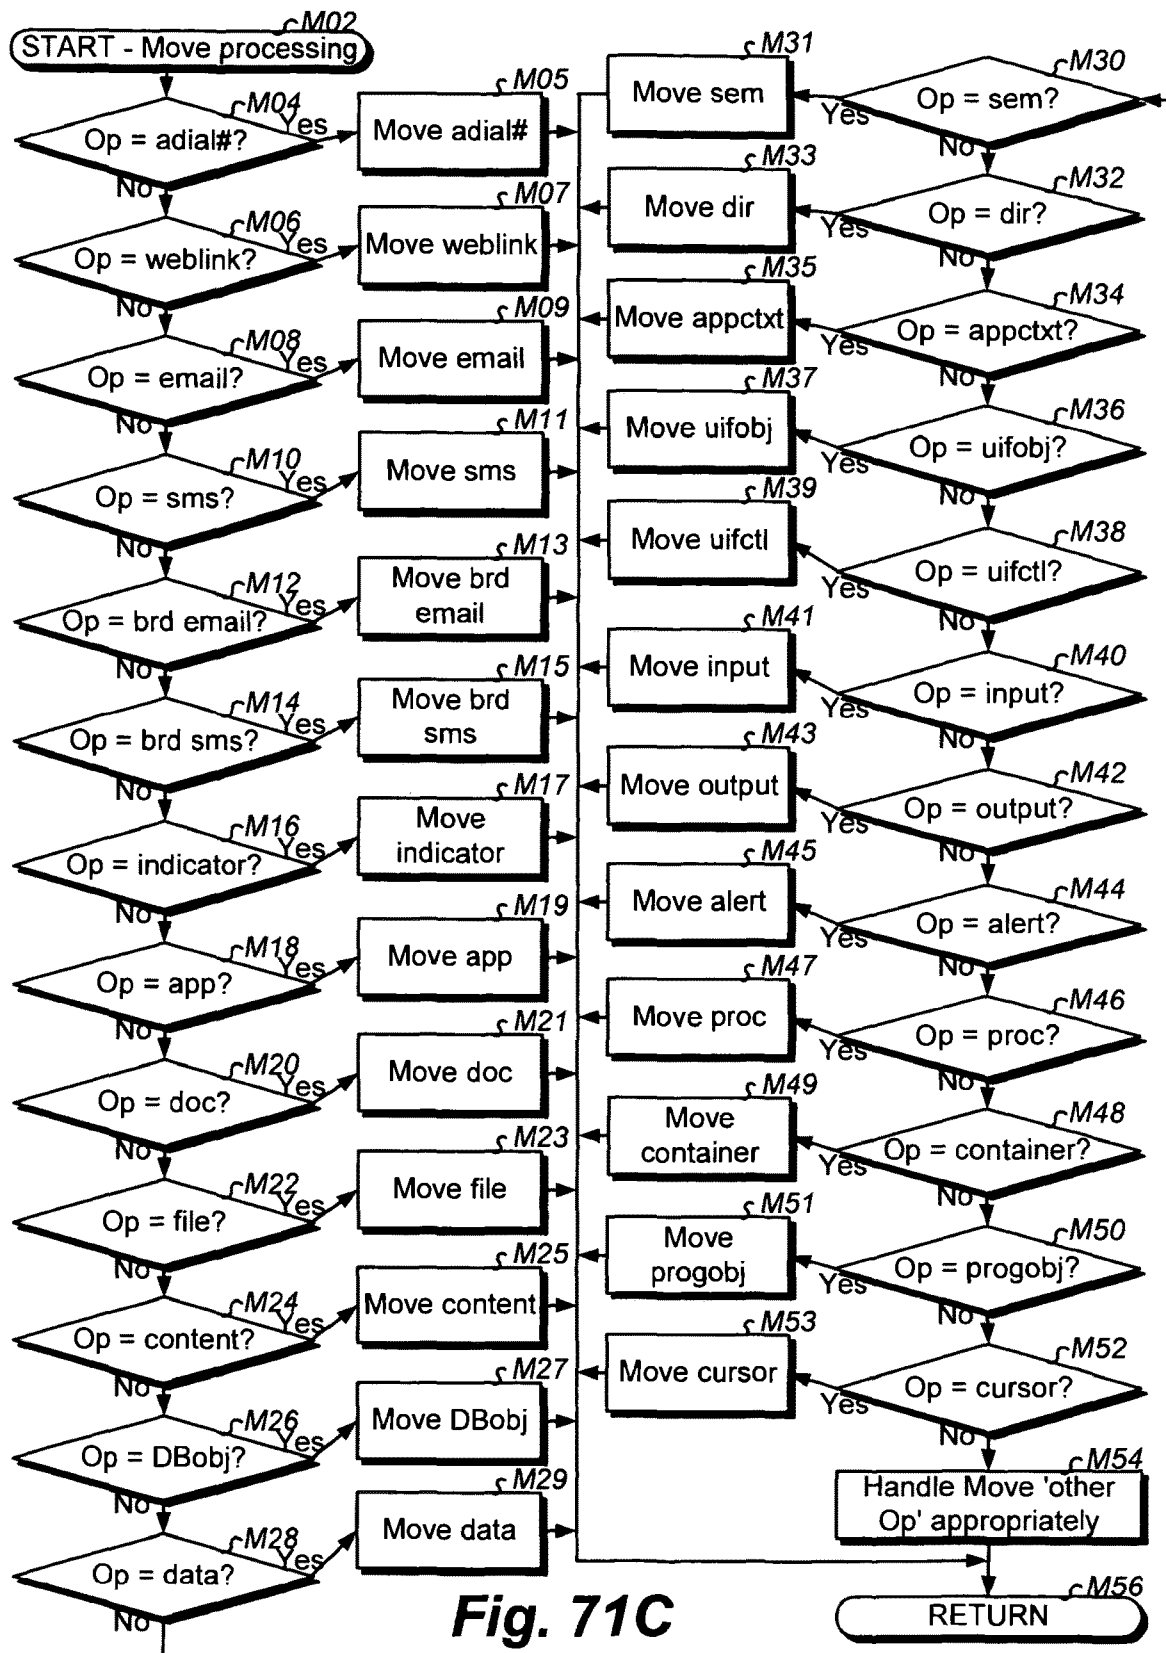 M02
START - Move processing
M04
Op = adial#?
Yes
No
M05
Move adial#
M06
Op = weblink?
Yes
No
M07
Move weblink
M08
Op = email?
Yes
No
M09
Move email
M10
Op = sms?
Yes
No
M11
Move sms
M12
Op = brd email?
Yes
No
M13
Move brd
email
M14
Op = brd sms?
Yes
No
M15
Move brd
sms
M16
Op = indicator?
Yes
No
M17
Move
indicator
M18
Op = app?
Yes
No
M19
Move app
M20
Op = doc?
Yes
No
M21
Move doc
M22
Op = file?
Yes
No
M23
Move file
M24
Op = content?
Yes
No
M25
Move content
M26
Op = DBobj?
Yes
No
M27
Move DBobj
M28
Op = data?
Yes
No
M29
Move data
M30
Op = sem?
Yes
No
M31
Move sem
M32
Op = dir?
Yes
No
M33
Move dir
M34
Op = appctxt?
Yes
No
M35
Move appctxt
M36
Op = uifobj?
Yes
No
M37
Move uifobj
M38
Op = uifctl?
Yes
No
M39
Move uifctl
M40
Op = input?
Yes
No
M41
Move input
M42
Op = output?
Yes
No
M43
Move output
M44
Op = alert?
Yes
No
M45
Move alert
M46
Op = proc?
Yes
No
M47
Move proc
M48
Op = container?
Yes
No
M49
Move
container
M50
Op = progobj?
Yes
No
M51
Move
progobj
M52
Op = cursor?
Yes
No
M53
Move cursor
M54
Handle Move 'other
Op' appropriately
M56
RETURN
Fig. 71C